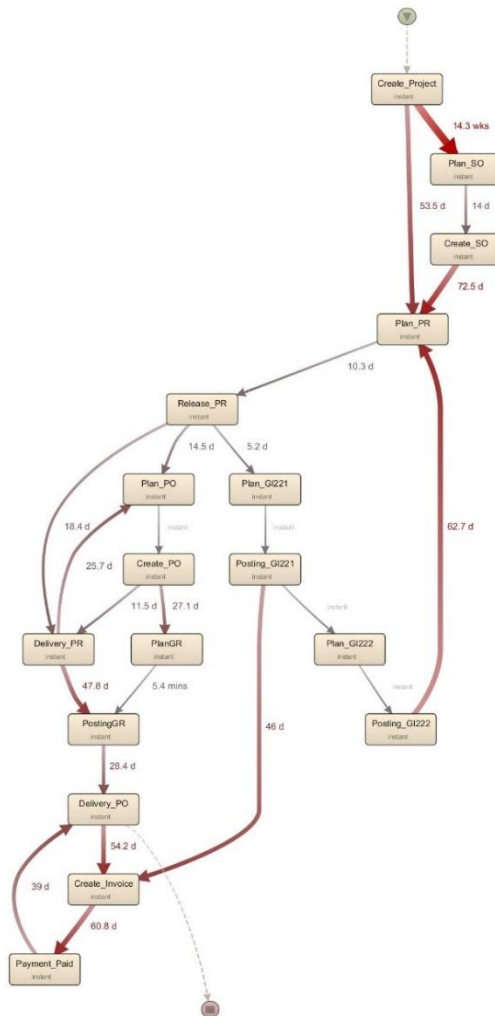 Create_Project
instant
14.3 wks
Plan_SO
instant
53.5 d
14 d
Create_SO
instant
72.5 d
Plan_PR
instant
10.3 d
Release_PR
instant
14.5 d
5.2 d
Plan_PO
instant
Plan_GI221
instant
18.4 d
instant
instant
62.7 d
25.7 d
Create_PO
instant
Posting_GI221
instant
11.5 d
27.1 d
instant
Delivery_PR
instant
PlanGR
instant
Plan_GI222
instant
47.8 d
5.4 mins
instant
PostingGR
instant
46 d
Posting_GI222
instant
28.4 d
Delivery_PO
instant
54.2 d
39 d
Create_Invoice
instant
60.8 d
Payment_Paid
instant